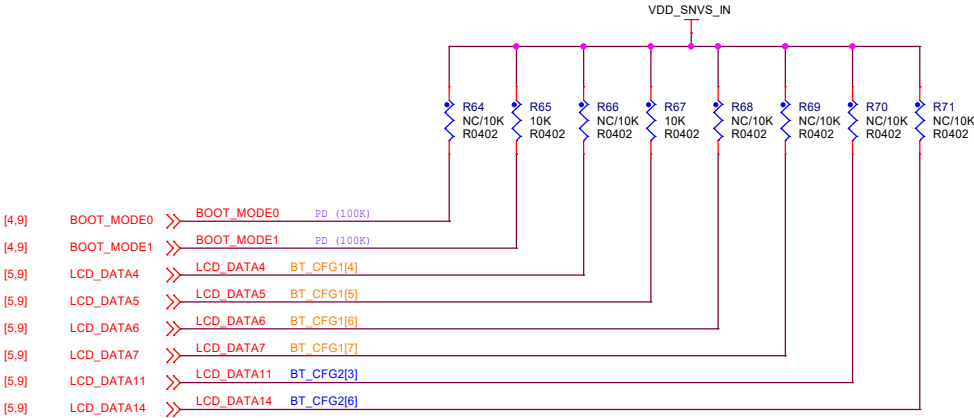 VDD_SNVS_IN
R64 R65 R66 R67 R68 R69 R70 R71
NC/10K 10K NC/10K 10K NC/10K NC/10K NC/10K NC/10K
R0402 R0402 R0402 R0402 R0402 R0402 R0402 R0402
[4,9] BOOT_MODE0 BOOT_MODE0 PD (100K)
[4,9] BOOT_MODE1 BOOT_MODE1 PD (100K)
[5,9] LCD_DATA4 LCD_DATA4 BT_CFG1[4]
[5,9] LCD_DATA5 LCD_DATA5 BT_CFG1[5]
[5,9] LCD_DATA6 LCD_DATA6 BT_CFG1[6]
[5,9] LCD_DATA7 LCD_DATA7 BT_CFG1[7]
[5,9] LCD_DATA11 LCD_DATA11 BT_CFG2[3]
[5,9] LCD_DATA14 LCD_DATA14 BT_CFG2[6]